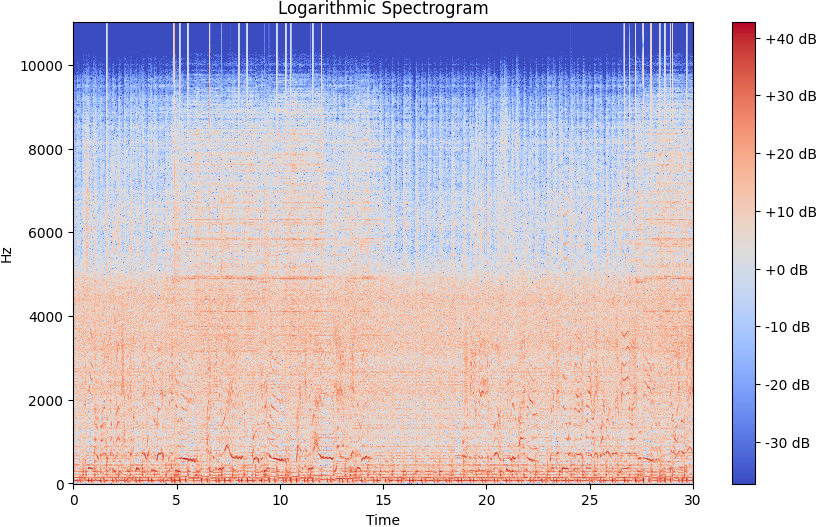 Logarithmic Spectrogram
Hz
10000
8000
6000
4000
2000
0
0 5 10 15 20 25 30
Time
+40 dB
+30 dB
+20 dB
+10 dB
+0 dB
-10 dB
-20 dB
-30 dB